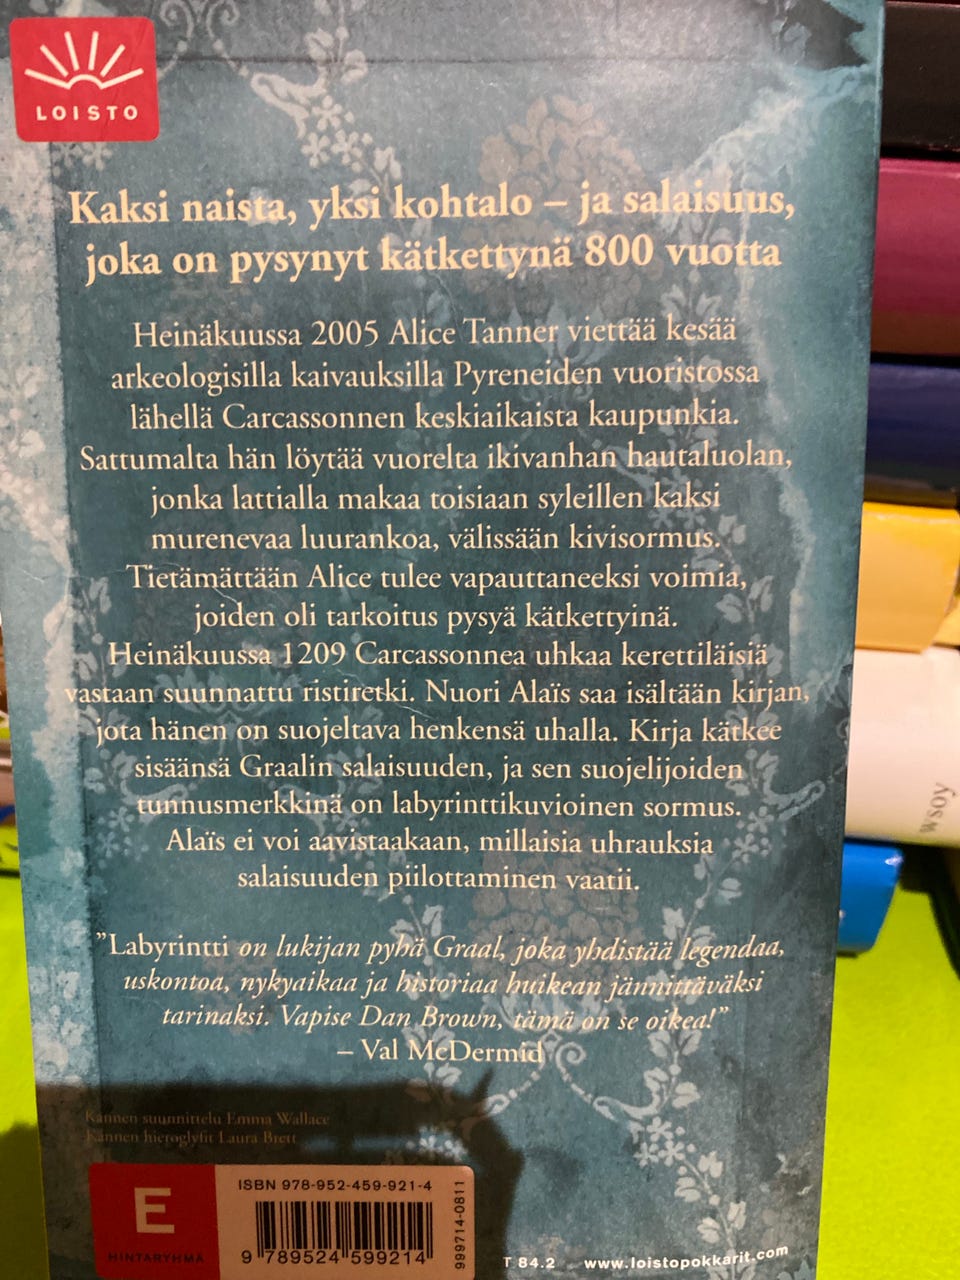 LOISTO
Kaksi naista, yksi kohtalo – ja salaisuus,
joka on pysynyt kätkettynä 800 vuotta
Heinäkuussa 2005 Alice Tanner viettää kesää
arkeologisilla kaivauksilla Pyreneiden vuoristossa
lähellä Carcassonnen keskiaikaista kaupunkia.
Sattumalta hän löytää vuorelta ikivanhan hautaluolan,
jonka lattialla makaa toisiaan syleillen kaksi
murenevaa luurankoa, välissään kivisormus.
Tietämättään Alice tulee vapauttaneeksi voimia,
joiden oli tarkoitus pysyä kätkettyinä.
Heinäkuussa 1209 Carcassonnea uhkaa kerettiläisiä
vastaan suunnattu ristiretki. Nuori Alaïs saa isältään kirjan,
jota hänen on suojeltava henkensä uhalla. Kirja kätkee
sisäänsä Graalin salaisuuden, ja sen suojelijoiden
tunnusmerkkinä on labyrinttikuvioinen sormus.
Alaïs ei voi aavistaakaan, millaisia uhrauksia
salaisuuden piilottaminen vaatii.
”Labyrintti on lukijan pyhä Graal, joka yhdistää legendaa,
uskontoa, nykyaikaa ja historiaa huikean jännittäväksi
tarinaksi. Vapise Dan Brown, tämä on se oikea!”
– Val McDermid
Kannen suunnittelu Emma Wallace
Kannen hieroglyfit Laura Brett
E
HINTARYHMÄ
ISBN 978-952-459-921-4
9 789524 599214
999714-0811
T 84.2
www.loistopokkarit.com
wsoy